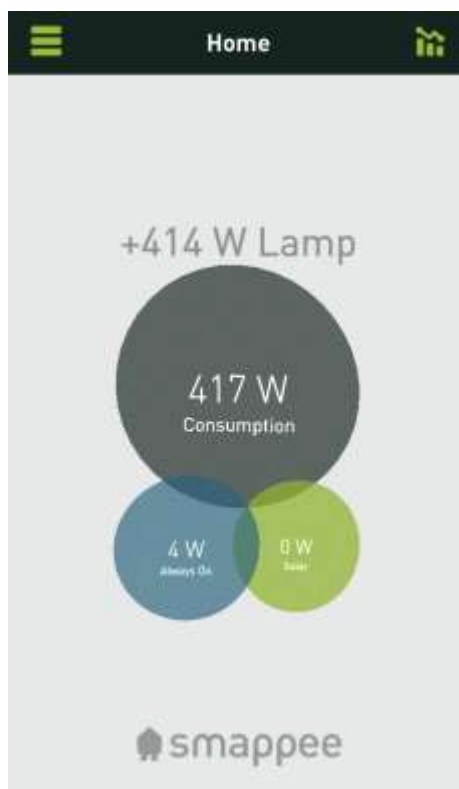 Home
+414 W Lamp
417 W
Consumption
4 W
Always On
0 W
Solar
smappee